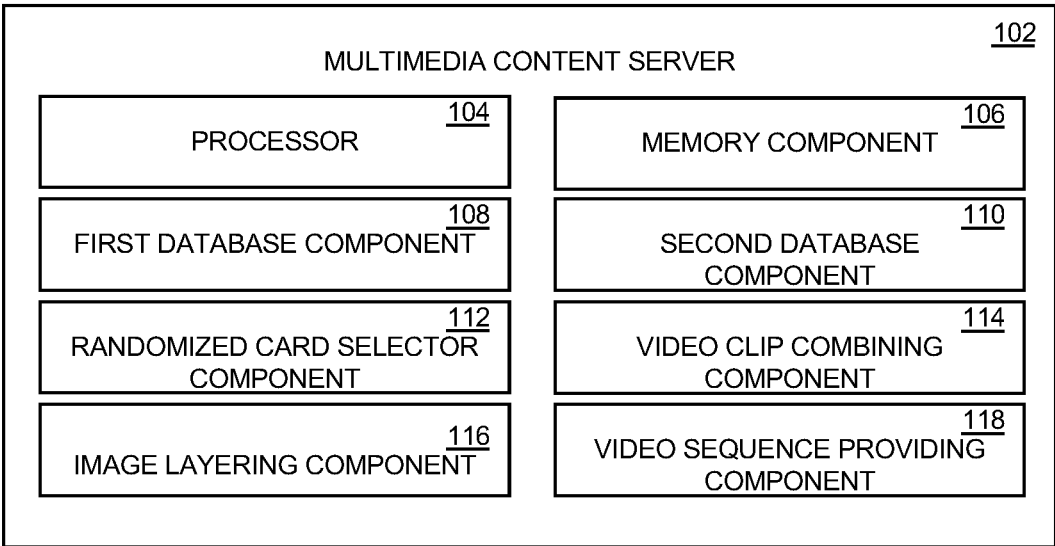 102
MULTIMEDIA CONTENT SERVER
104
PROCESSOR
106
MEMORY COMPONENT
108
FIRST DATABASE COMPONENT
110
SECOND DATABASE
COMPONENT
112
RANDOMIZED CARD SELECTOR
COMPONENT
114
VIDEO CLIP COMBINING
COMPONENT
116
IMAGE LAYERING COMPONENT
118
VIDEO SEQUENCE PROVIDING
COMPONENT